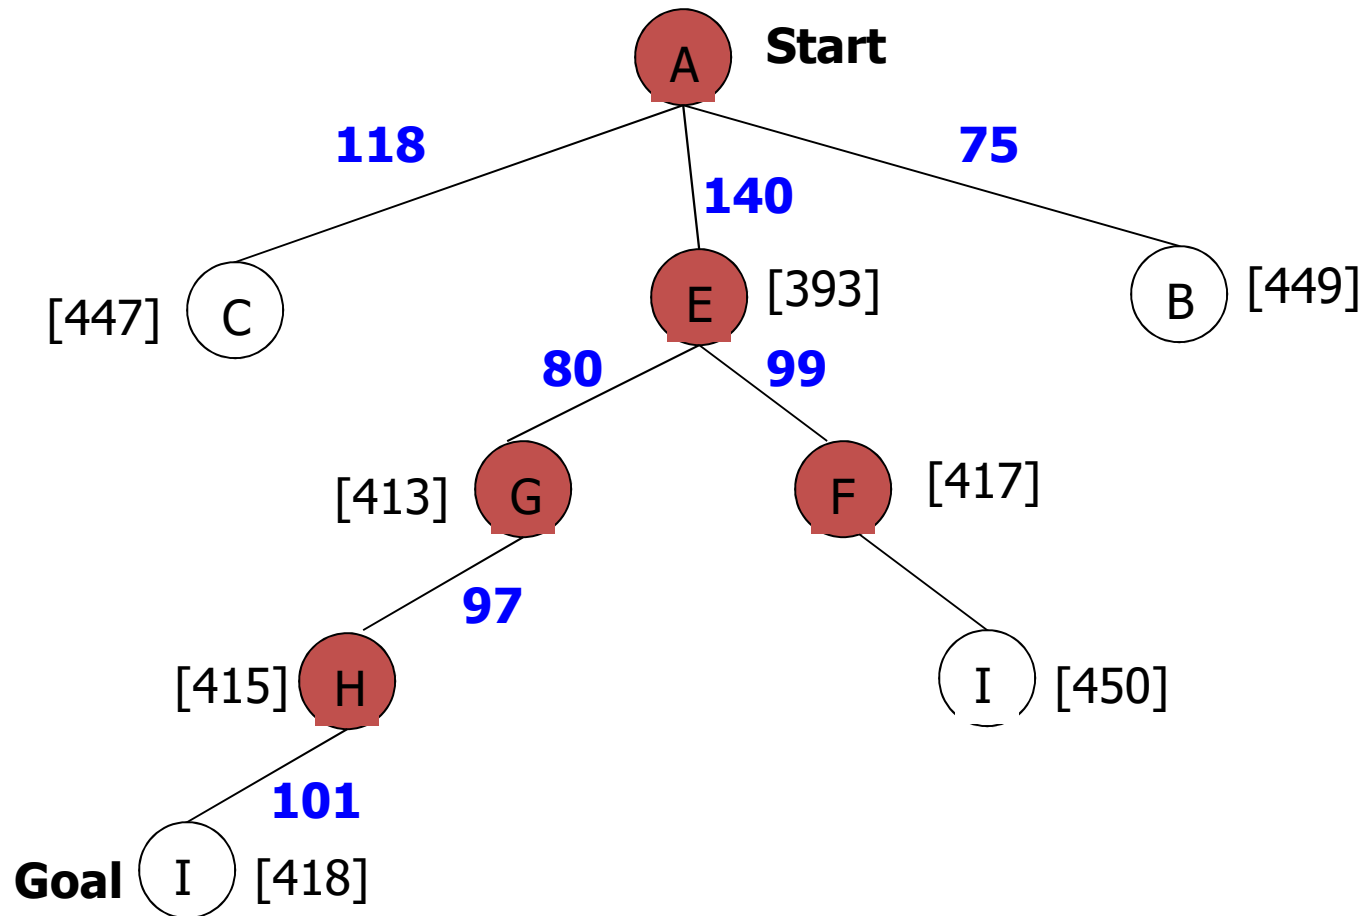 A Start
118
75
140
[447] C
E [393]
B [449]
80
99
[413] G
F [417]
97
[415] H
I [450]
101
Goal I [418]